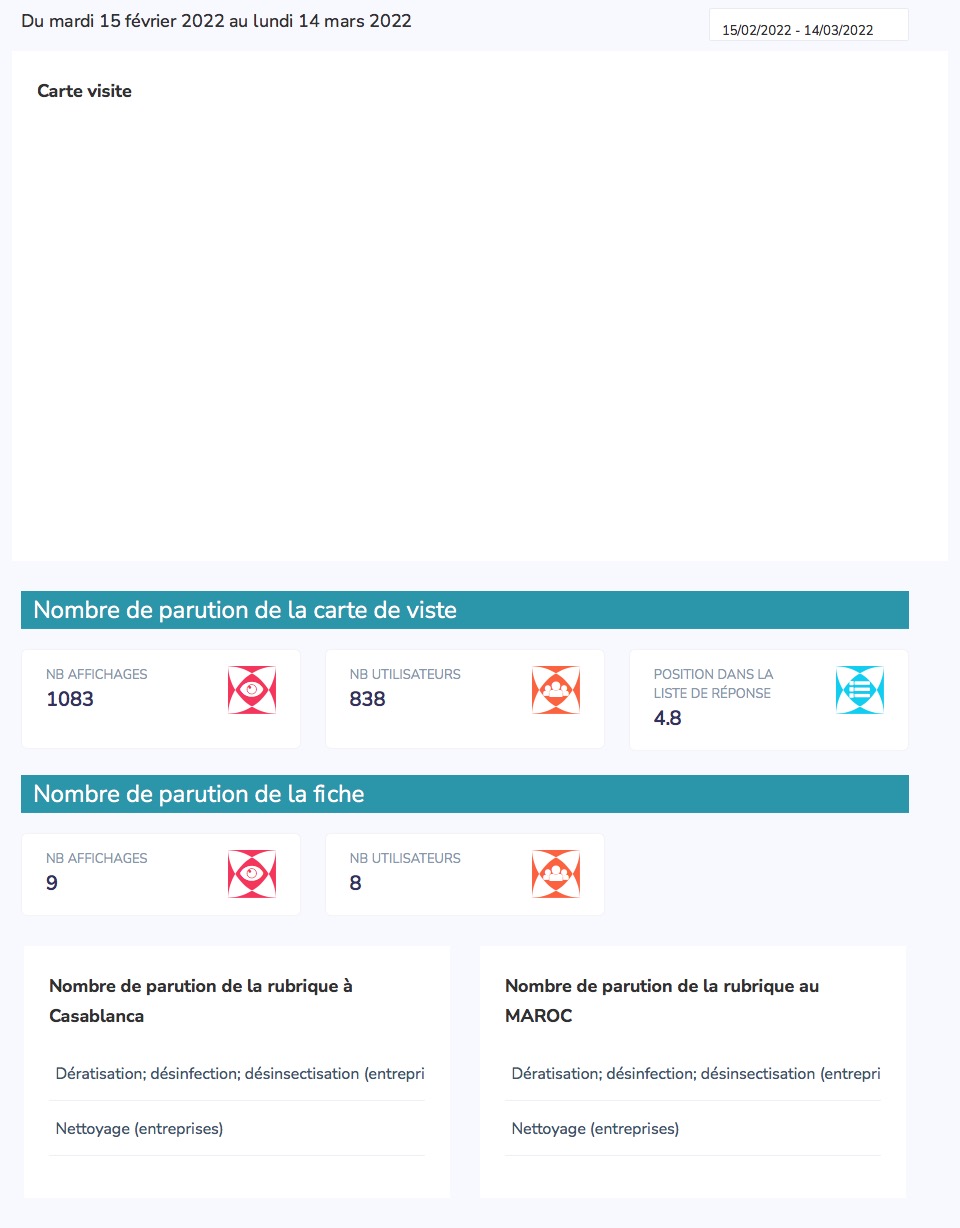 Du mardi 15 février 2022 au lundi 14 mars 2022
15/02/2022 - 14/03/2022
Carte visite
Nombre de parution de la carte de viste
NB AFFICHAGES
1083
NB UTILISATEURS
838
POSITION DANS LA
LISTE DE RÉPONSE
4.8
Nombre de parution de la fiche
NB AFFICHAGES
9
NB UTILISATEURS
8
Nombre de parution de la rubrique à
Casablanca
Dératisation; désinfection; désinsectisation (entrepri
Nettoyage (entreprises)
Nombre de parution de la rubrique au
MAROC
Dératisation; désinfection; désinsectisation (entrepri
Nettoyage (entreprises)